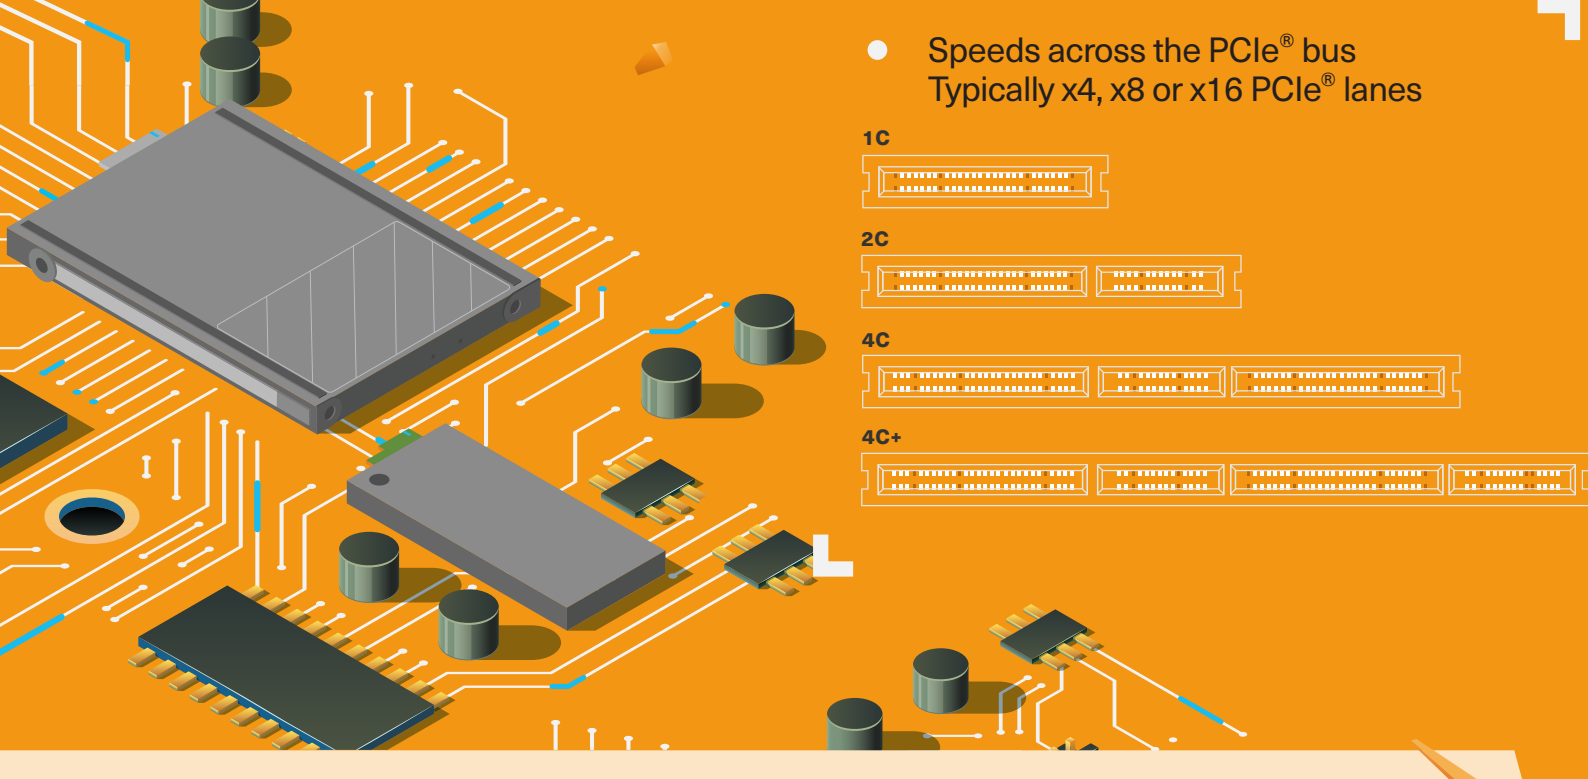 Speeds across the PCIe® bus
Typically x4, x8 or x16 PCIe® lanes
1C
2C
4C
4C+